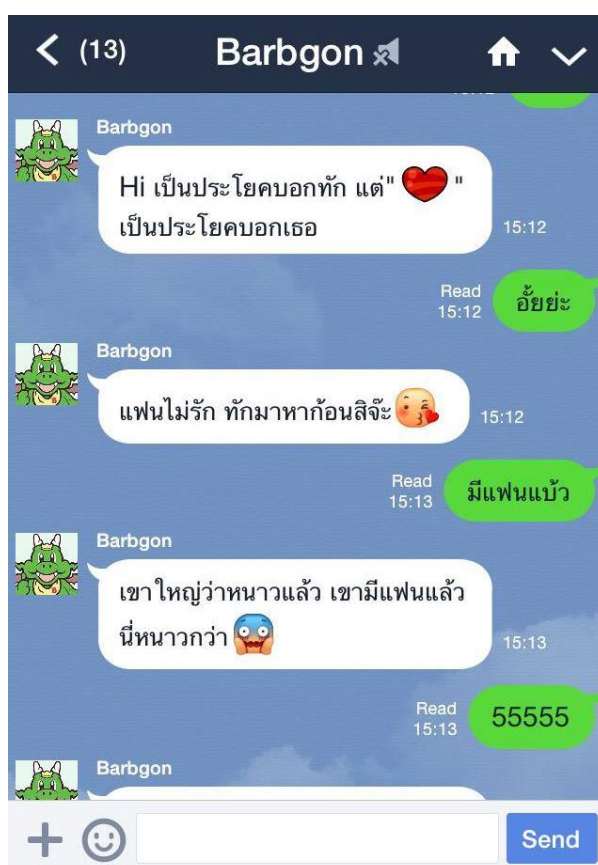 (13) Barbgon
Barbgon
Hi เป็นประโยคบอกทัก แต่" ❤ "
เป็นประโยคบอกเธอ
15:12
Read
15:12
อั้ยย่ะ
Barbgon
แฟนไม่รัก ทักมาหาก้อนสิจ๊ะ 😘
15:12
Read
15:13
มีแฟนแบ้ว
Barbgon
เขาใหญ่ว่าหนาวแล้ว เขามีแฟนแล้ว
นี่หนาวกว่า 😱
15:13
Read
15:13
55555
Barbgon
Send